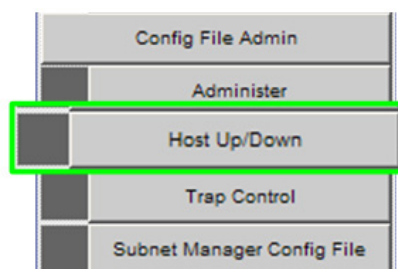 Config File Admin
Administer
Host Up/Down
Trap Control
Subnet Manager Config File